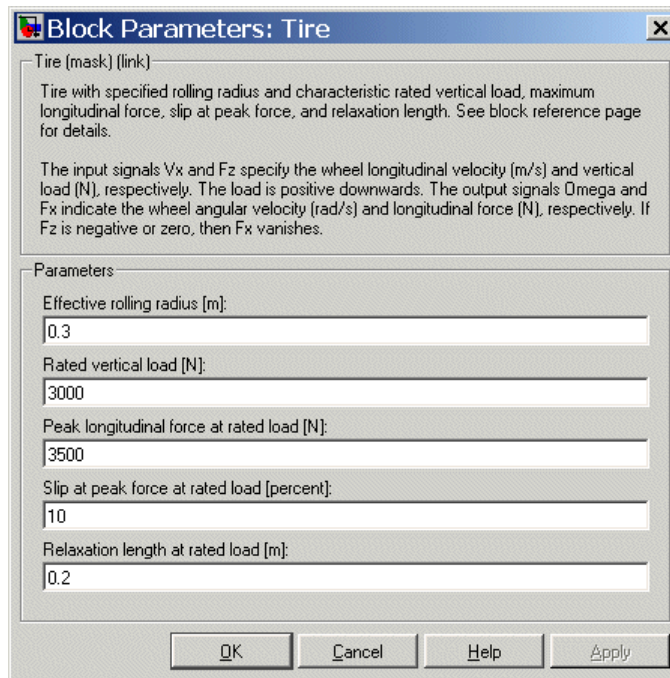 Block Parameters: Tire
Tire (mask) (link)
Tire with specified rolling radius and characteristic rated vertical load, maximum
longitudinal force, slip at peak force, and relaxation length. See block reference page
for details.
The input signals Vx and Fz specify the wheel longitudinal velocity (m/s) and vertical
load (N), respectively. The load is positive downwards. The output signals Omega and
Fx indicate the wheel angular velocity (rad/s) and longitudinal force (N), respectively. If
Fz is negative or zero, then Fx vanishes.
Parameters
Effective rolling radius [m]:
0.3
Rated vertical load [N]:
3000
Peak longitudinal force at rated load [N]:
3500
Slip at peak force at rated load [percent]:
10
Relaxation length at rated load [m]:
0.2
OK Cancel Help Apply